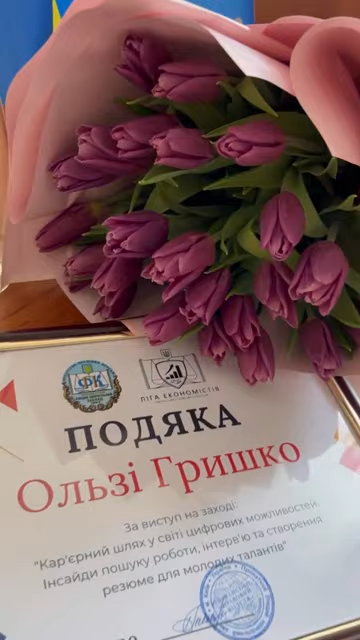 ФК
ЛІГА ЕКОНОМІСТІВ
ПОДЯКА
Ользі Гришко
За виступ на заході:
"Кар'єрний шлях у світі цифрових можливостей.
Інсайди пошуку роботи, інтерв'ю та створення
резюме для молодих талантів"